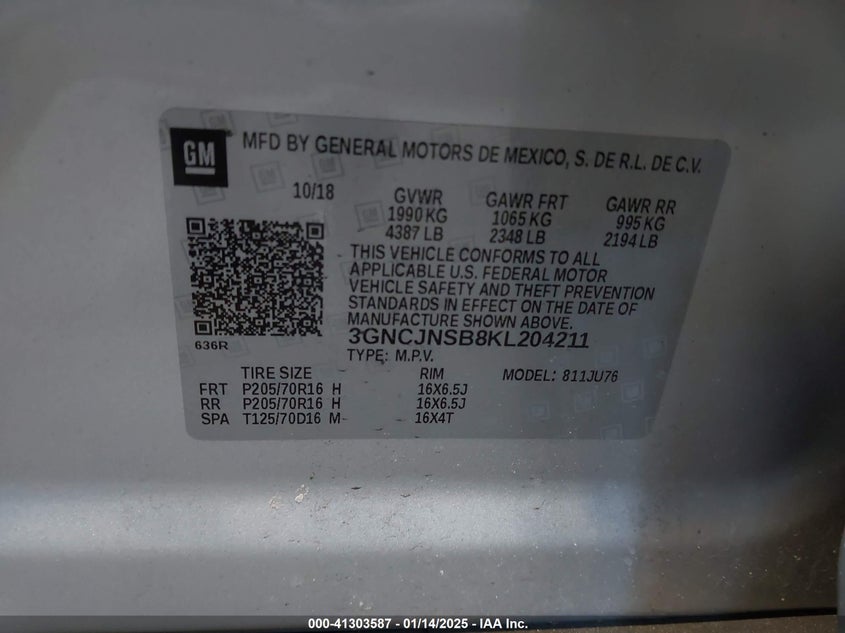 GM
MFD BY GENERAL MOTORS DE MEXICO, S. DE R.L. DE C.V.
10/18 GVWR GAWR FRT GAWR RR
1990 KG 1065 KG 995 KG
4387 LB 2348 LB 2194 LB
THIS VEHICLE CONFORMS TO ALL
APPLICABLE U.S. FEDERAL MOTOR
VEHICLE SAFETY AND THEFT PREVENTION
STANDARDS IN EFFECT ON THE DATE OF
MANUFACTURE SHOWN ABOVE.
636R
3GNCJNSB8KL204211
TYPE: M.P.V.
TIRE SIZE RIM MODEL: 811JU76
FRT P205/70R16 H 16X6.5J
RR P205/70R16 H 16X6.5J
SPA T125/70D16 M 16X4T
000-41303587 — 01/14/2025 - IAA Inc.